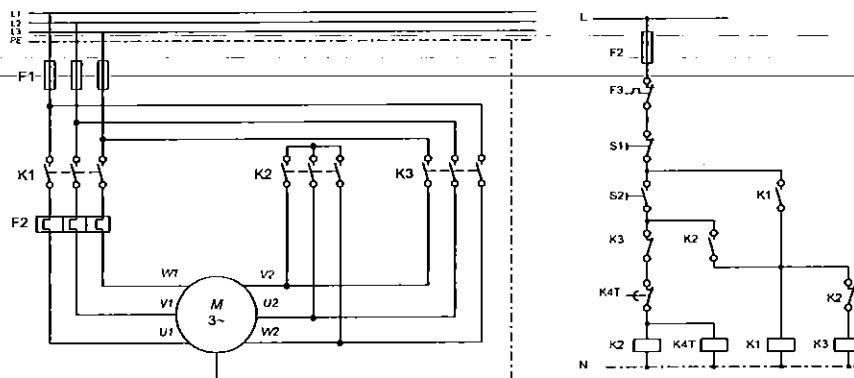 L1
L2
L3
PE
F1
K1
K2
K3
F2
W1
V1
U1
M
3~
V2
U2
W2
L
F2
F3
S1
S2
K1
K3
K2
K4T
K2
K2
K4T
K1
K3
N